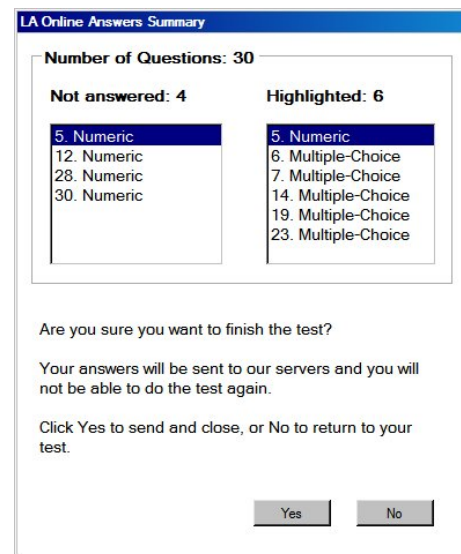 LA Online Answers Summary
Number of Questions: 30
Not answered: 4
Highlighted: 6
5. Numeric
12. Numeric
28. Numeric
30. Numeric
5. Numeric
6. Multiple-Choice
7. Multiple-Choice
14. Multiple-Choice
19. Multiple-Choice
23. Multiple-Choice
Are you sure you want to finish the test?
Your answers will be sent to our servers and you will
not be able to do the test again.
Click Yes to send and close, or No to return to your
test.
Yes
No